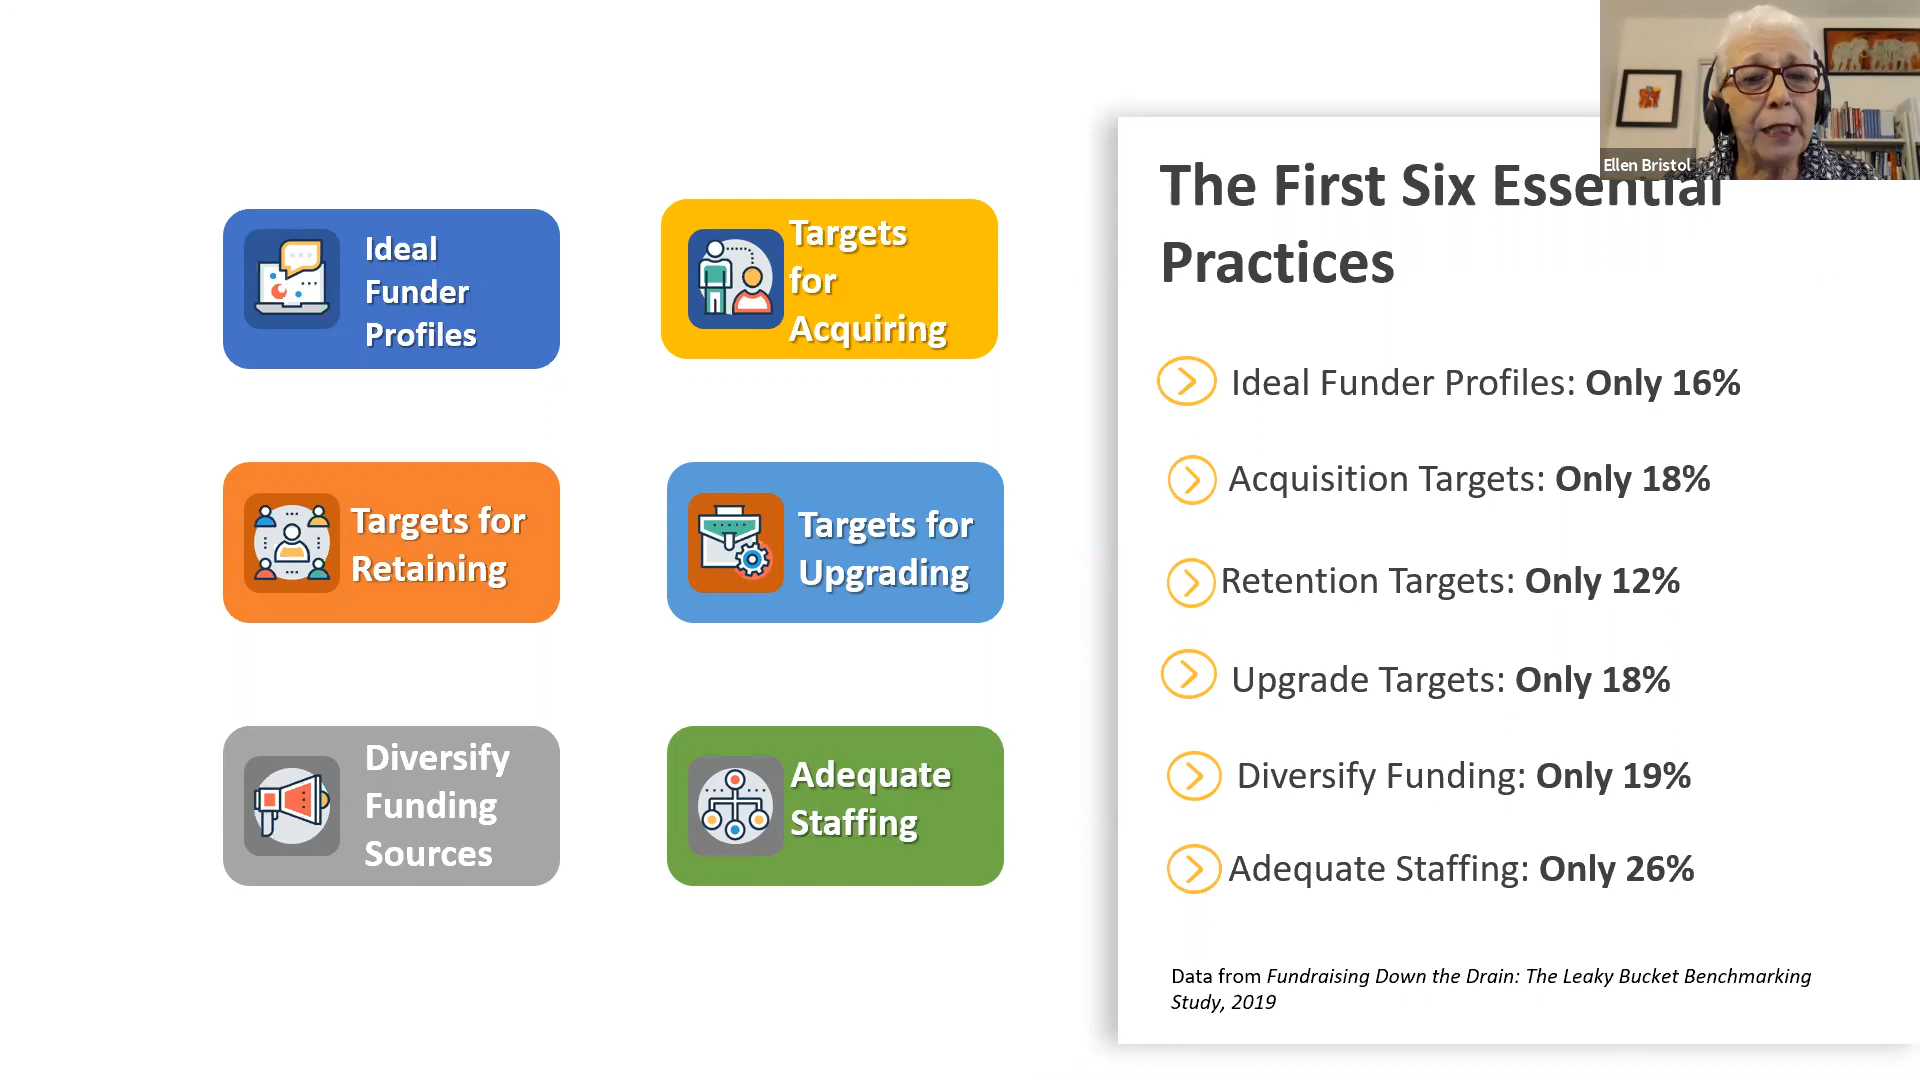 Ideal
Funder
Profiles
Targets
for
Acquiring
Targets for
Retaining
Targets for
Upgrading
Diversify
Funding
Sources
Adequate
Staffing
Ellen Bristol
The First Six Essential
Practices
Ideal Funder Profiles: Only 16%
Acquisition Targets: Only 18%
Retention Targets: Only 12%
Upgrade Targets: Only 18%
Diversify Funding: Only 19%
Adequate Staffing: Only 26%
Data from Fundraising Down the Drain: The Leaky Bucket Benchmarking
Study, 2019